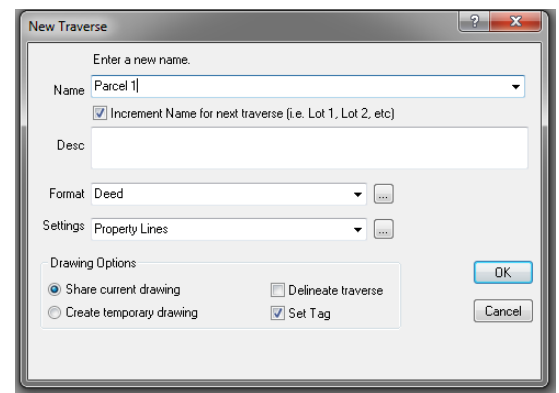 New Traverse
Enter a new name.
Name Parcel 1
Increment Name for next traverse (i.e. Lot 1, Lot 2, etc)
Desc
Format Deed ...
Settings Property Lines ...
Drawing Options
Share current drawing Delineate traverse OK
Create temporary drawing Set Tag Cancel